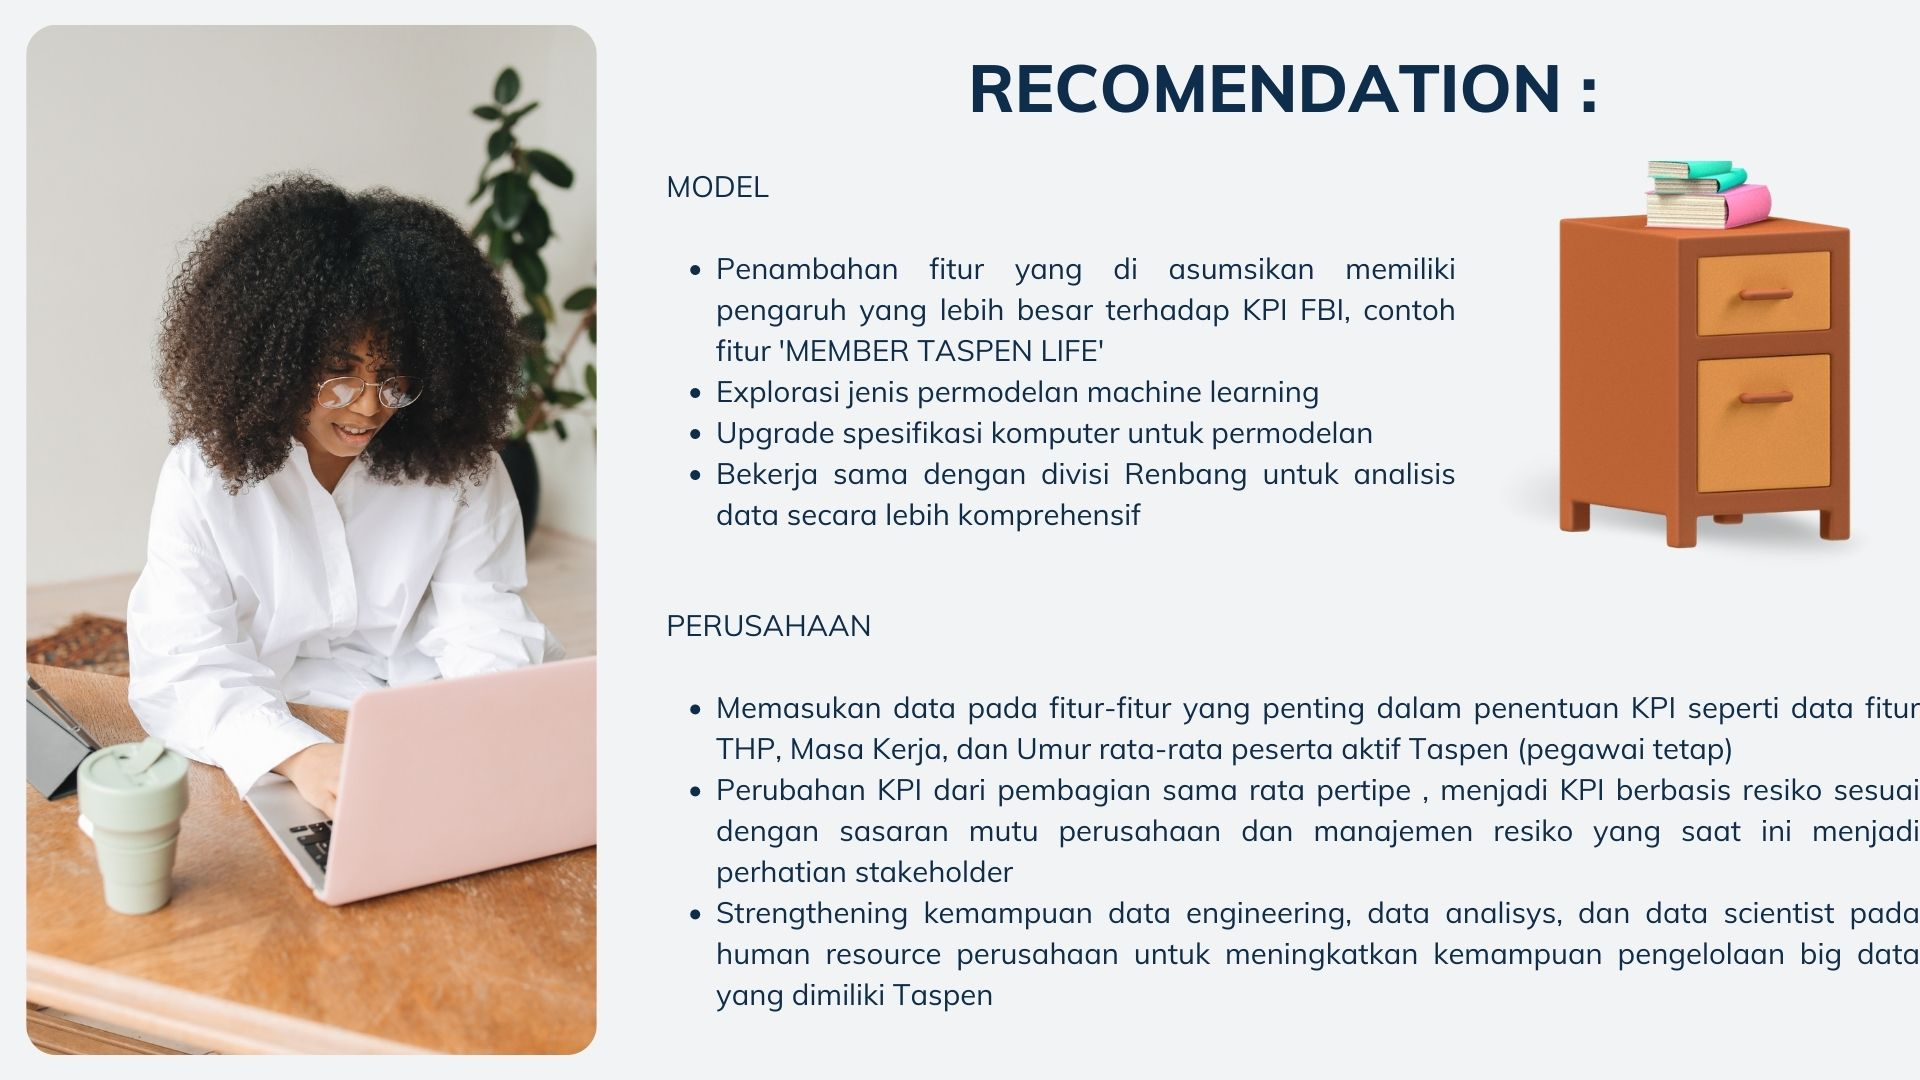 RECOMENDATION :
MODEL
• Penambahan fitur yang di asumsikan memiliki
pengaruh yang lebih besar terhadap KPI FBI, contoh
fitur 'MEMBER TASPEN LIFE'
• Explorasi jenis permodelan machine learning
• Upgrade spesifikasi komputer untuk permodelan
• Bekerja sama dengan divisi Renbang untuk analisis
data secara lebih komprehensif
PERUSAHAAN
• Memasukan data pada fitur-fitur yang penting dalam penentuan KPI seperti data fitur
THP, Masa Kerja, dan Umur rata-rata peserta aktif Taspen (pegawai tetap)
• Perubahan KPI dari pembagian sama rata pertipe , menjadi KPI berbasis resiko sesuai
dengan sasaran mutu perusahaan dan manajemen resiko yang saat ini menjadi
perhatian stakeholder
• Strengthening kemampuan data engineering, data analisys, dan data scientist pada
human resource perusahaan untuk meningkatkan kemampuan pengelolaan big data
yang dimiliki Taspen